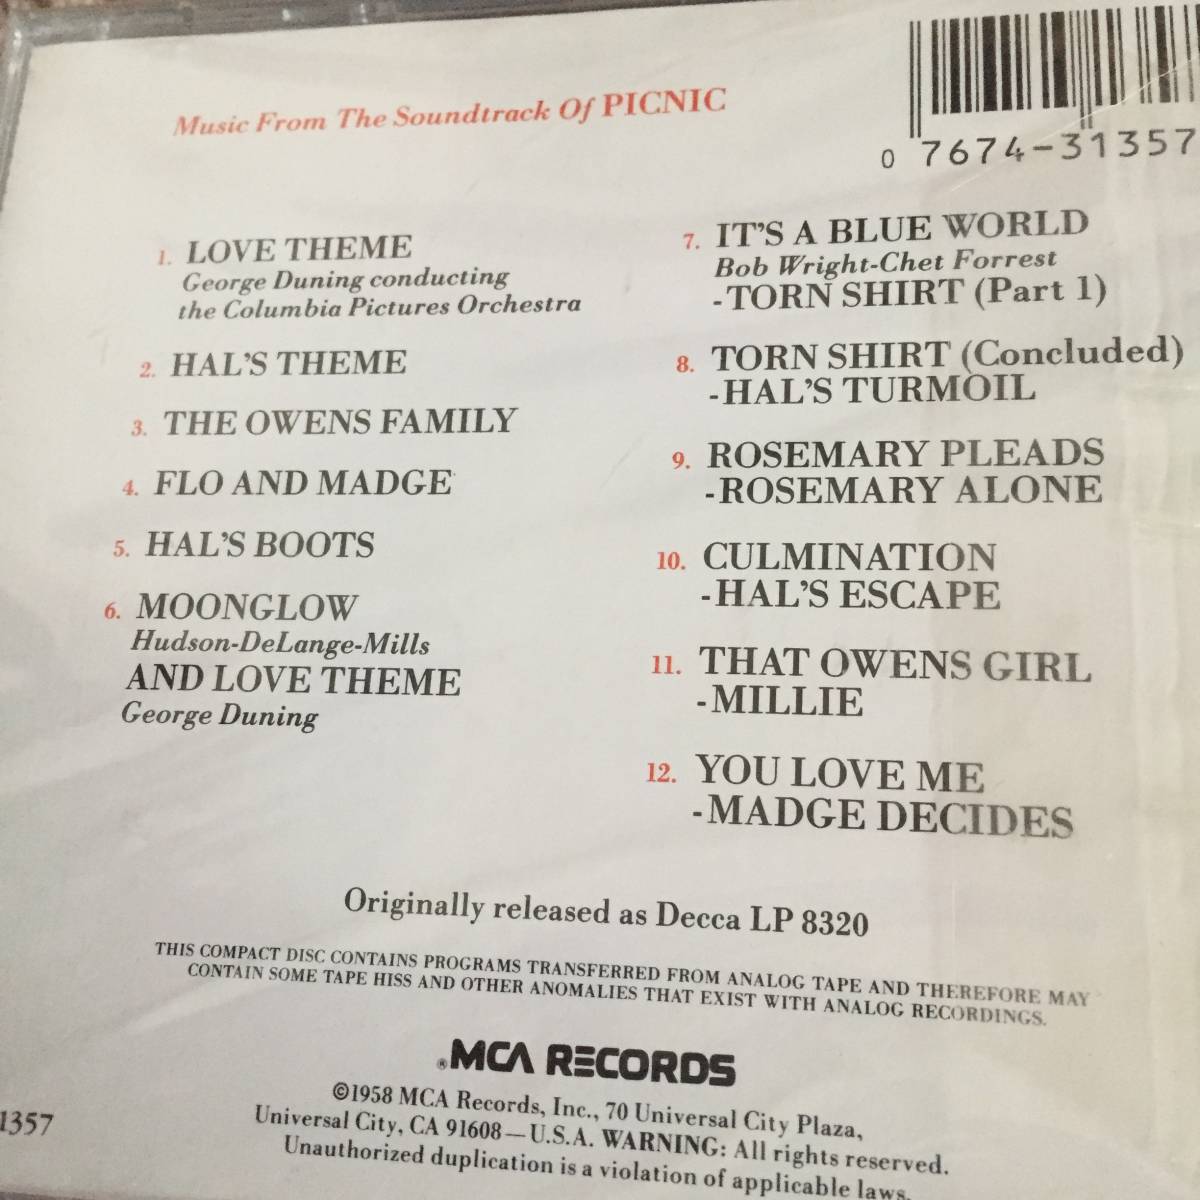 Music From The Soundtrack Of PICNIC
0 7674-31357
1. LOVE THEME
George Duning conducting
the Columbia Pictures Orchestra
2. HAL'S THEME
3. THE OWENS FAMILY
4. FLO AND MADGE
5. HAL'S BOOTS
6. MOONGLOW
Hudson-DeLange-Mills
AND LOVE THEME
George Duning
7. IT'S A BLUE WORLD
Bob Wright-Chet Forrest
-TORN SHIRT (Part 1)
8. TORN SHIRT (Concluded)
-HAL'S TURMOIL
9. ROSEMARY PLEADS
-ROSEMARY ALONE
10. CULMINATION
-HAL'S ESCAPE
11. THAT OWENS GIRL
-MILLIE
12. YOU LOVE ME
-MADGE DECIDES
Originally released as Decca LP 8320
THIS COMPACT DISC CONTAINS PROGRAMS TRANSFERRED FROM ANALOG TAPE AND THEREFORE MAY
CONTAIN SOME TAPE HISS AND OTHER ANOMALIES THAT EXIST WITH ANALOG RECORDINGS.
®MCA RECORDS
©1958 MCA Records, Inc., 70 Universal City Plaza,
Universal City, CA 91608—U.S.A. WARNING: All rights reserved.
Unauthorized duplication is a violation of applicable laws.
1357